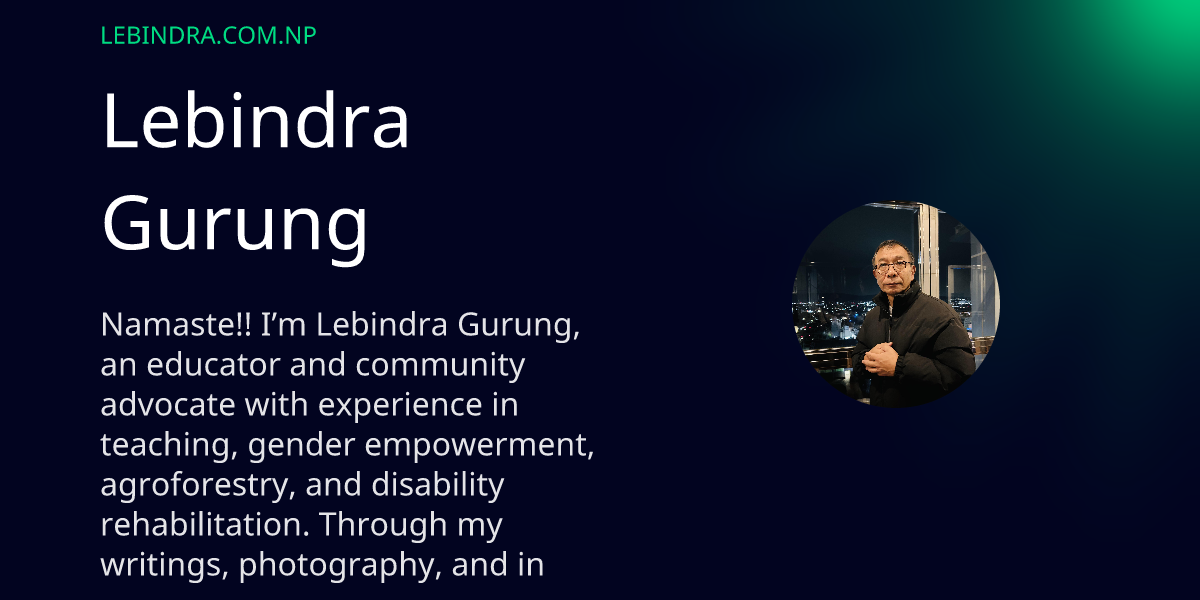 LEBINDRA.COM.NP
Lebindra
Gurung
Namaste!! I’m Lebindra Gurung,
an educator and community
advocate with experience in
teaching, gender empowerment,
agroforestry, and disability
rehabilitation. Through my
writings, photography, and in